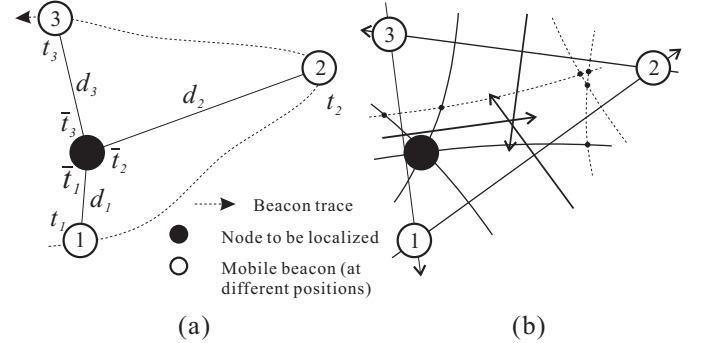 3
t₃
d₃
2
d₂
t₂
t̄₃
t̄₂
t̄₁
d₁
t₁
1
Beacon trace
Node to be localized
Mobile beacon (at
different positions)
(a)
3
2
1
(b)